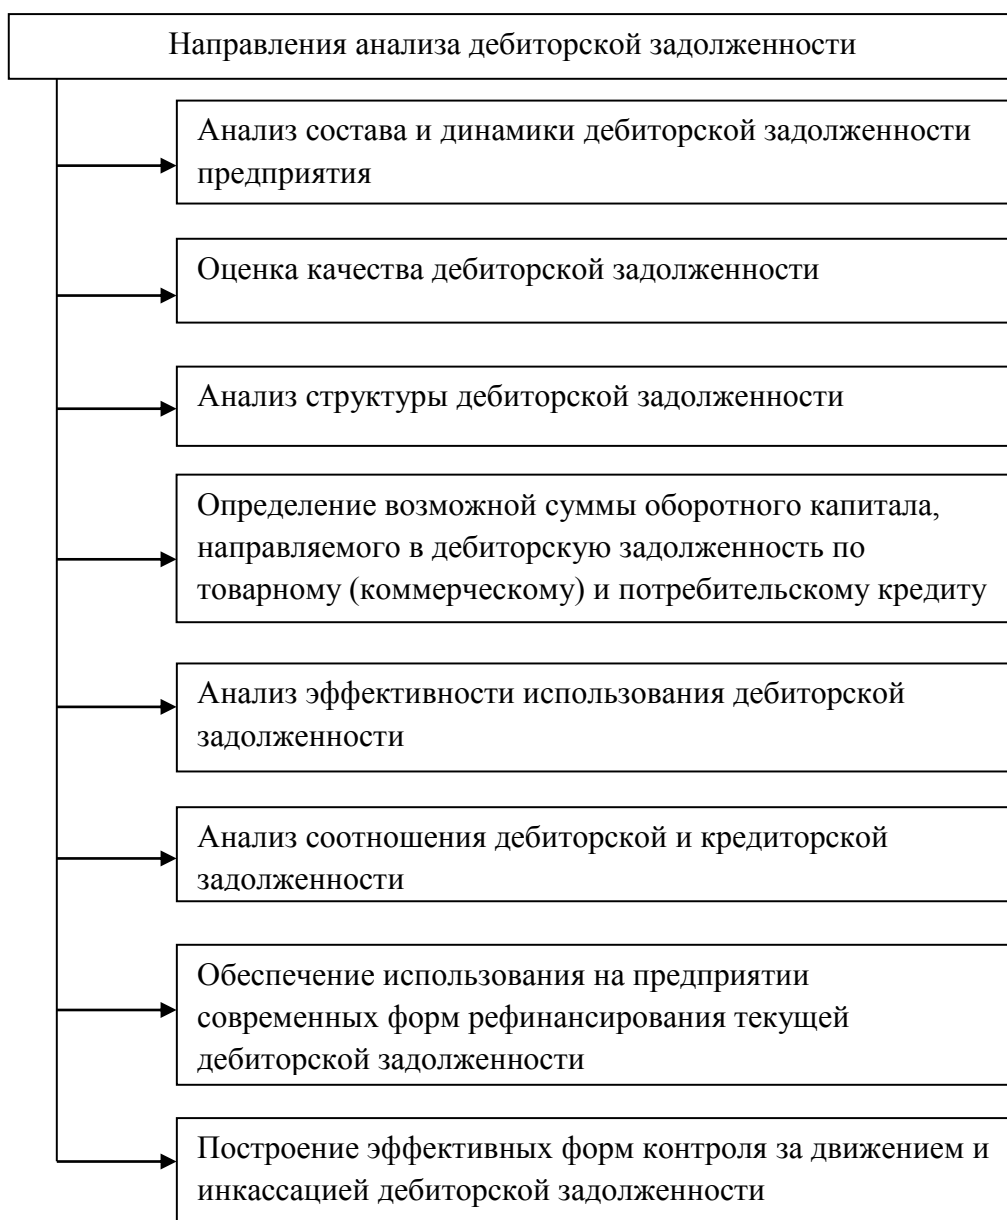 Направления анализа дебиторской задолженности
Анализ состава и динамики дебиторской задолженности
предприятия
Оценка качества дебиторской задолженности
Анализ структуры дебиторской задолженности
Определение возможной суммы оборотного капитала,
направляемого в дебиторскую задолженность по
товарному (коммерческому) и потребительскому кредиту
Анализ эффективности использования дебиторской
задолженности
Анализ соотношения дебиторской и кредиторской
задолженности
Обеспечение использования на предприятии
современных форм рефинансирования текущей
дебиторской задолженности
Построение эффективных форм контроля за движением и
инкассацией дебиторской задолженности